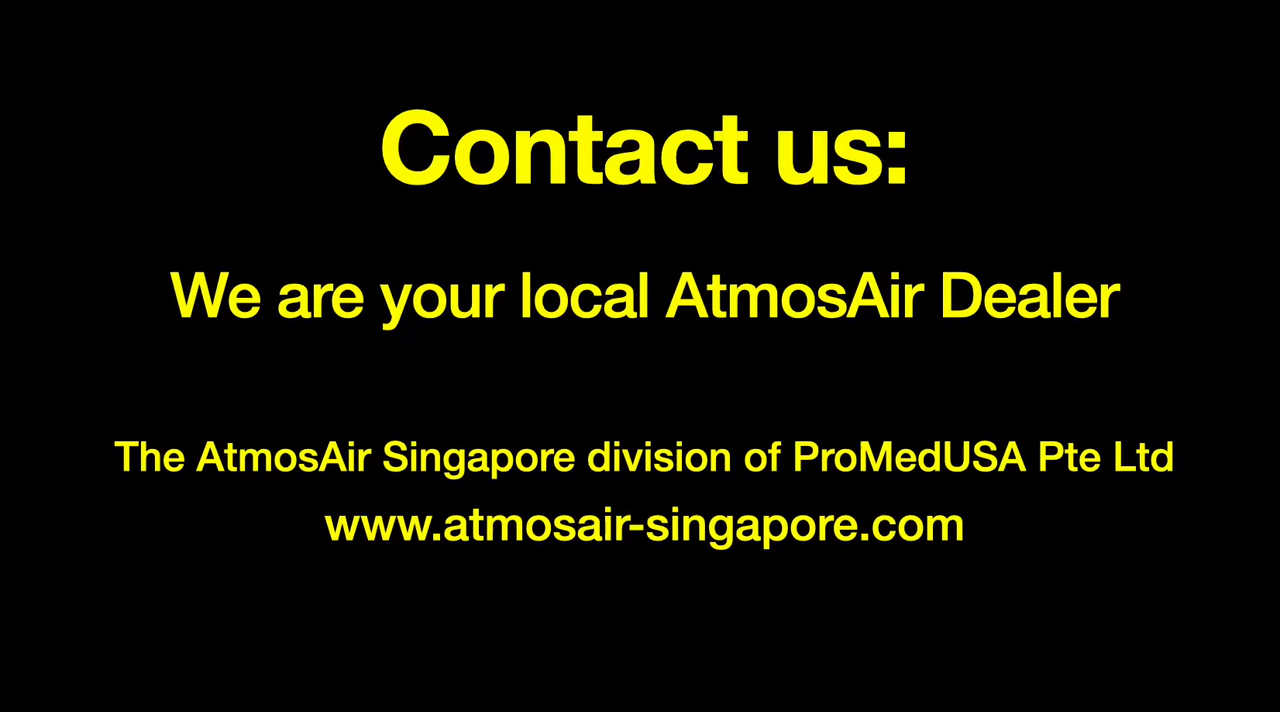 Contact us:
We are your local AtmosAir Dealer
The AtmosAir Singapore division of ProMedUSA Pte Ltd
www.atmosair-singapore.com